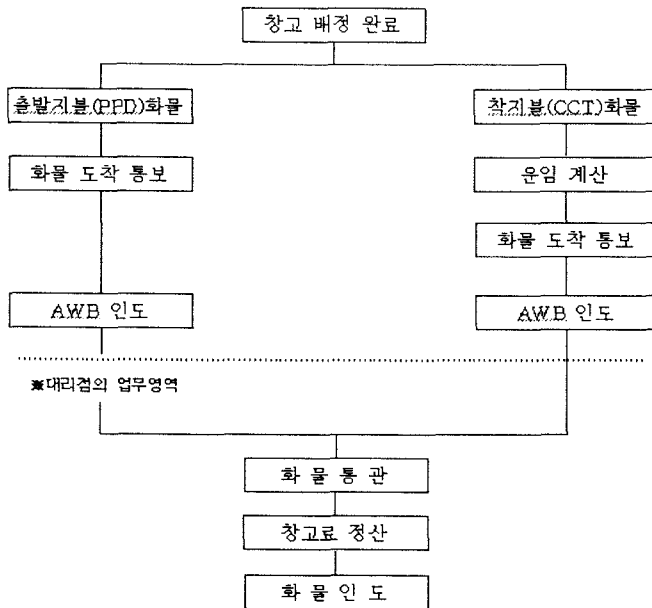 창고 배정 완료
출발지불(PPD)화물
착지불(CCT)화물
화물 도착 통보
운임 계산
화물 도착 통보
AWB 인도
AWB 인도
※대리점의 업무영역
화 물 통 관
창고료 정산
화 물 인 도